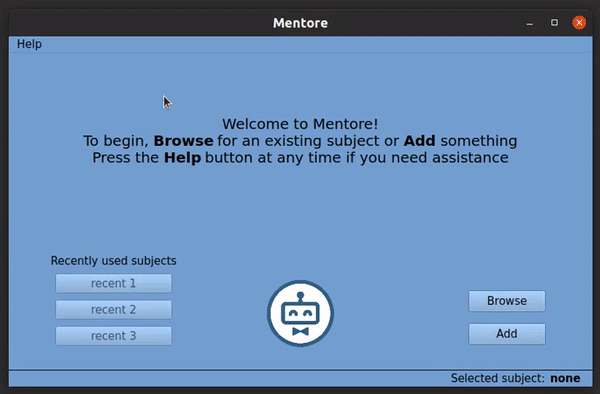 Mentore
Help
Welcome to Mentore!
To begin, Browse for an existing subject or Add something
Press the Help button at any time if you need assistance
Recently used subjects
recent 1
recent 2
recent 3
Browse
Add
Selected subject: none